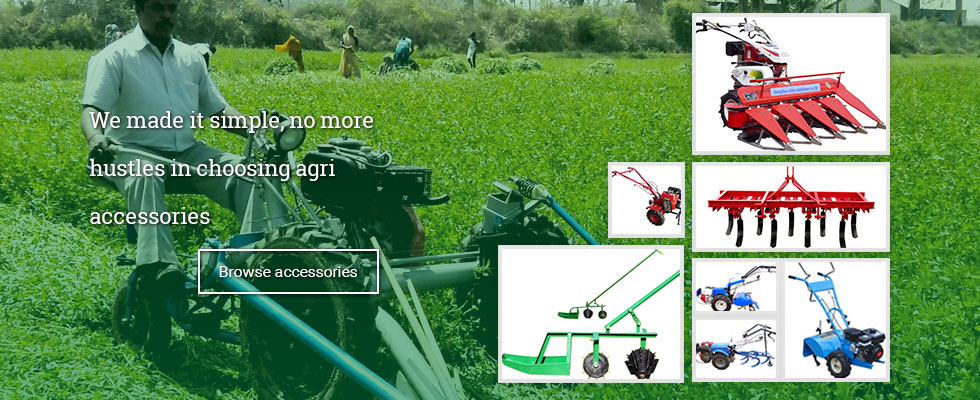 We made it simple, no more
hustles in choosing agri
accessories
Browse accessories